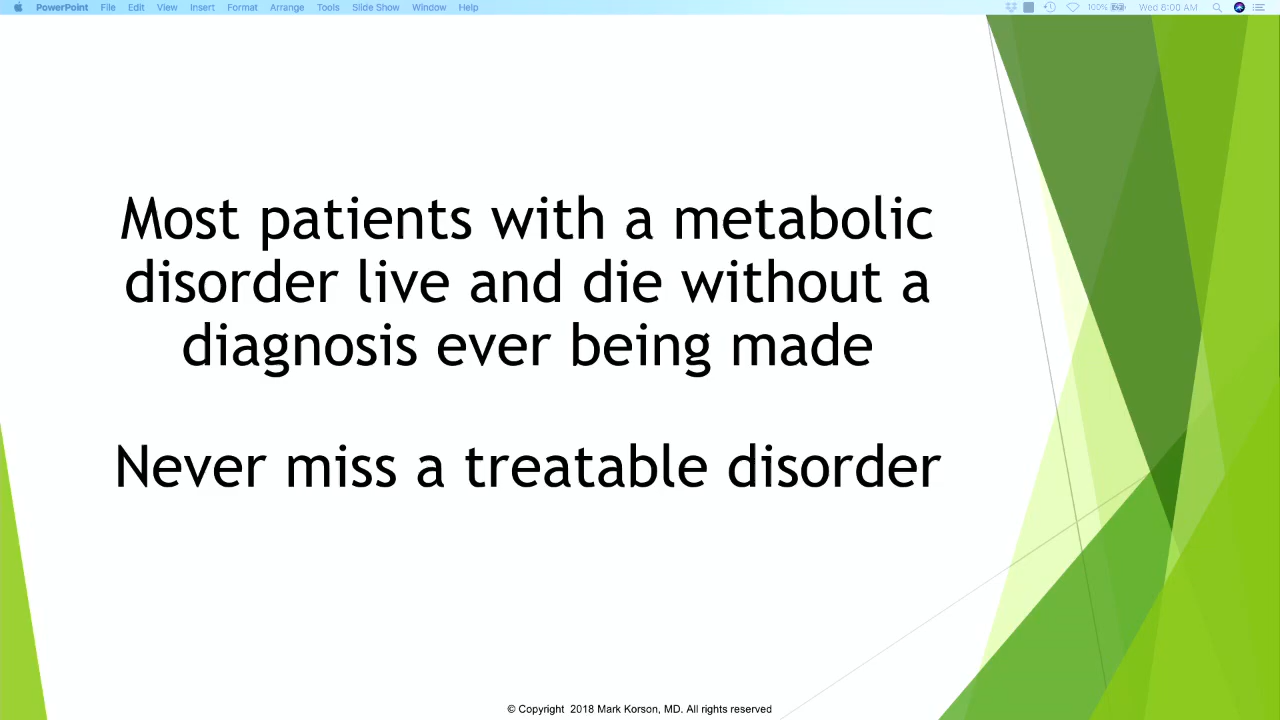 PowerPoint File Edit View Insert Format Arrange Tools Slide Show Window Help 100% Wed 8:00 AM
Most patients with a metabolic
disorder live and die without a
diagnosis ever being made
Never miss a treatable disorder
© Copyright 2018 Mark Korson, MD. All rights reserved